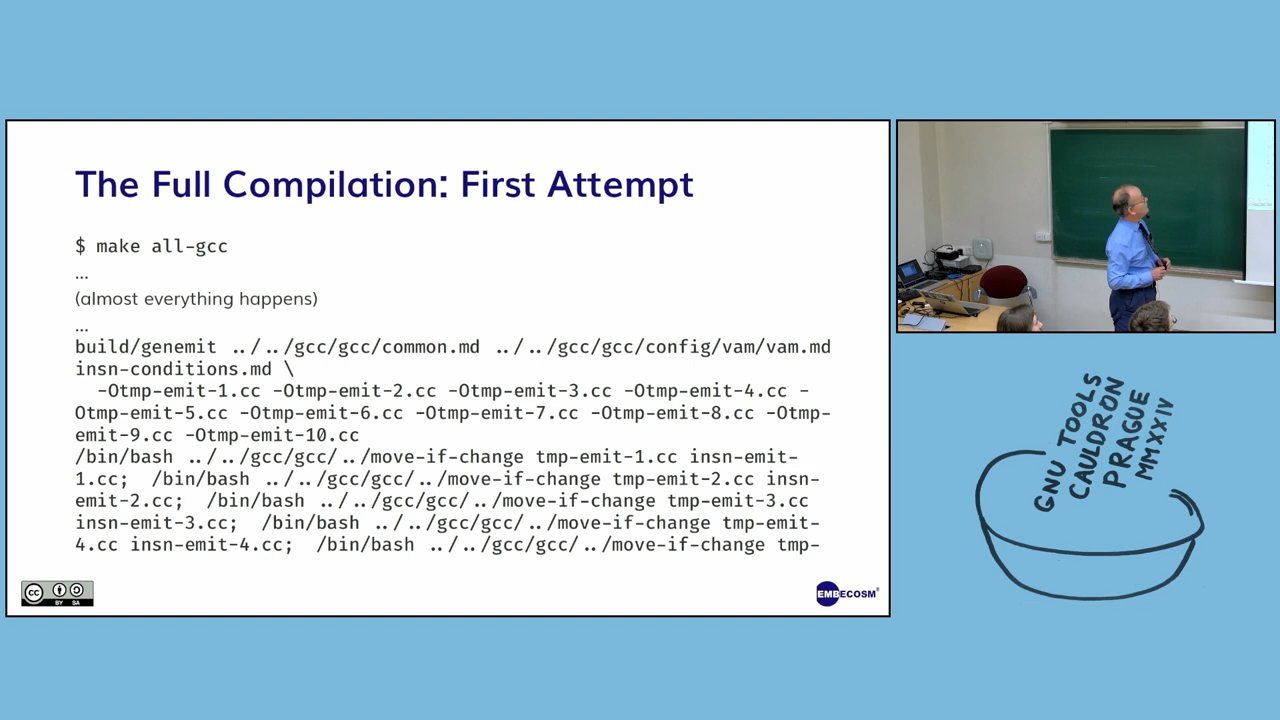 The Full Compilation: First Attempt
$ make all-gcc
...
(almost everything happens)
...
build/genemit ../../gcc/gcc/common.md ../../gcc/gcc/config/vam/vam.md
insn-conditions.md \
-Otmp-emit-1.cc -Otmp-emit-2.cc -Otmp-emit-3.cc -Otmp-emit-4.cc -
Otmp-emit-5.cc -Otmp-emit-6.cc -Otmp-emit-7.cc -Otmp-emit-8.cc -Otmp-
emit-9.cc -Otmp-emit-10.cc
/bin/bash ../../gcc/gcc/../move-if-change tmp-emit-1.cc insn-emit-
1.cc;  /bin/bash ../../gcc/gcc/../move-if-change tmp-emit-2.cc insn-
emit-2.cc;  /bin/bash ../../gcc/gcc/../move-if-change tmp-emit-3.cc
insn-emit-3.cc;  /bin/bash ../../gcc/gcc/../move-if-change tmp-emit-
4.cc insn-emit-4.cc;  /bin/bash ../../gcc/gcc/../move-if-change tmp-
cc
BY SA
EMBECOSM®
GNU TOOLS
CAULDRON
PRAGUE
MMXXIV